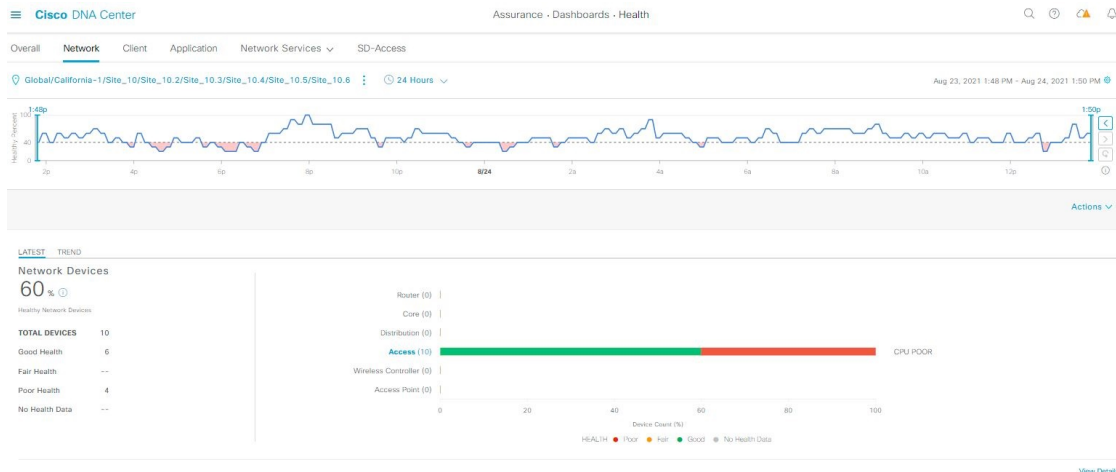 Cisco DNA Center
Assurance · Dashboards · Health
Overall Network Client Application Network Services SD-Access
Global/California-1/Site_10/Site_10.2/Site_10.3/Site_10.4/Site_10.5/Site_10.6 24 Hours
Aug 23, 2021 1:48 PM - Aug 24, 2021 1:50 PM
1:48p 1:50p
Healthy Percent
100
40
0
2p 4p 6p 8p 10p 8/24 2a 4a 6a 8a 10a 12p
Actions
LATEST TREND
Network Devices
60 %
Healthy Network Devices
TOTAL DEVICES 10
Good Health 6
Fair Health --
Poor Health 4
No Health Data --
Router (0)
Core (0)
Distribution (0)
Access (10) CPU POOR
Wireless Controller (0)
Access Point (0)
0 20 40 60 80 100
Device Count (%)
HEALTH Poor Fair Good No Health Data
View Detail